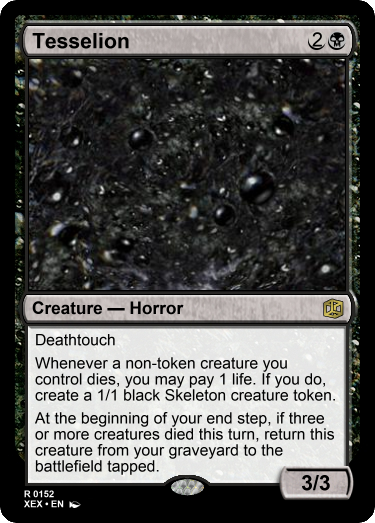 Tesselion 2
Creature — Horror
Deathtouch
Whenever a non-token creature you
control dies, you may pay 1 life. If you do,
create a 1/1 black Skeleton creature token.
At the beginning of your end step, if three
or more creatures died this turn, return this
creature from your graveyard to the
battlefield tapped.
3/3
R 0152
XEX • EN